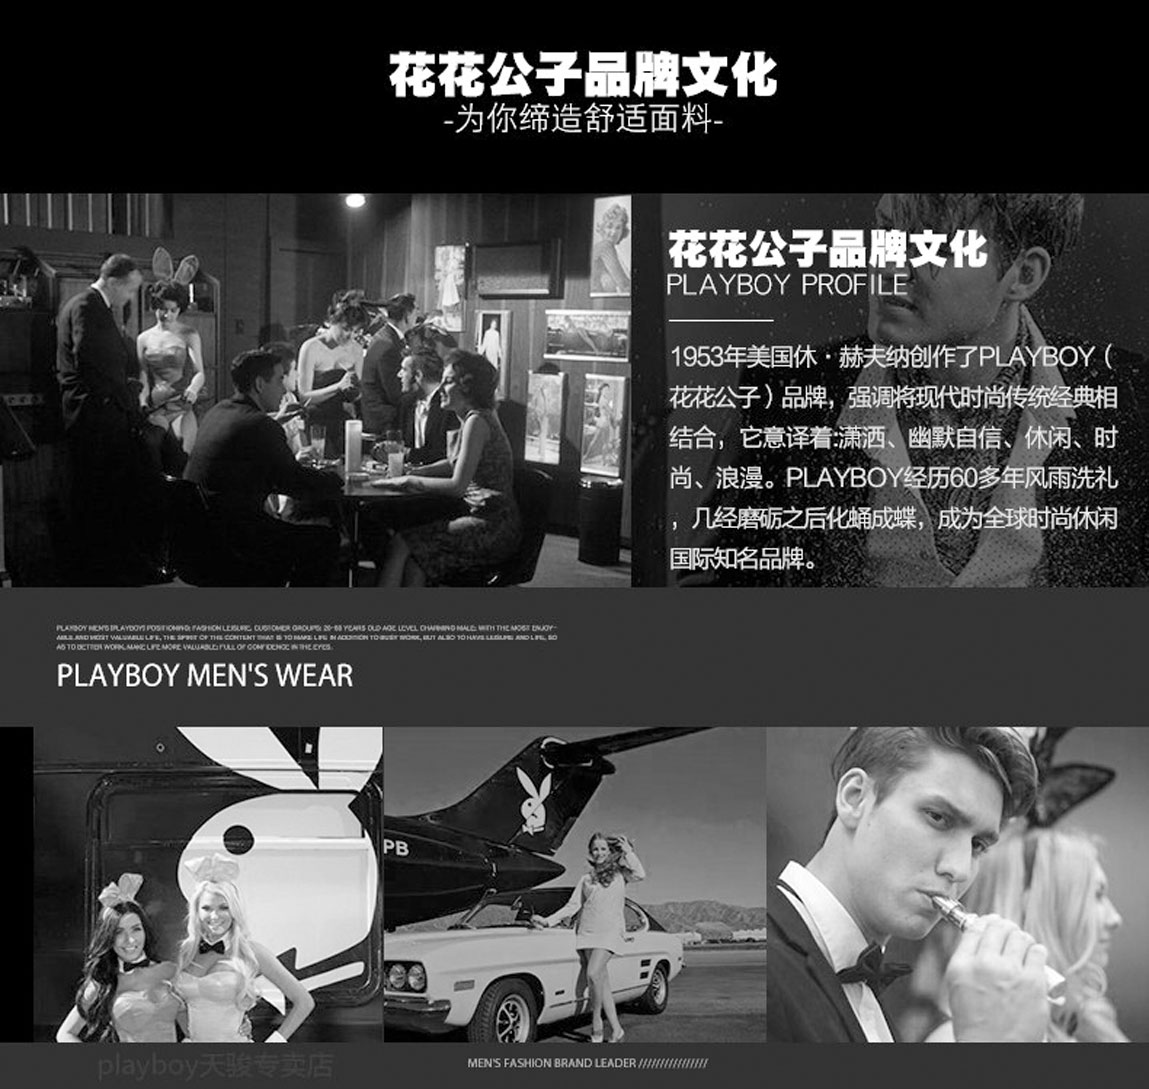 花花公子品牌文化
-为你缔造舒适面料-
花花公子品牌文化
PLAYBOY PROFILE
1953年美国休·赫夫纳创作了PLAYBOY（
花花公子）品牌，强调将现代时尚传统经典相
结合，它意译着:潇洒、幽默自信、休闲、时
尚、浪漫。PLAYBOY经历60多年风雨洗礼
，几经磨砺之后化蛹成蝶，成为全球时尚休闲
国际知名品牌。
PLAYBOY MEN'S (PLAYBOY) POSITIONING: FASHION LEISURE, CUSTOMER GROUPS: 20-58 YEARS OLD AGE LEVEL CHARMING MALE; WITH THE MOST ENJOY-
ABLE AND MOST VALUABLE LIFE, THE SPIRIT OF THE CONTENT THAT IS TO MAKE LIFE IN ADDITION TO BUSY WORK, BUT ALSO TO HAVE LEISURE AND LIFE, SO
AS TO BETTER WORK, MAKE LIFE MORE VALUABLE; FULL OF CONFIDENCE IN THE EYES.
PLAYBOY MEN'S WEAR
PB
playboy天骏专卖店
MEN'S FASHION BRAND LEADER ////////////////